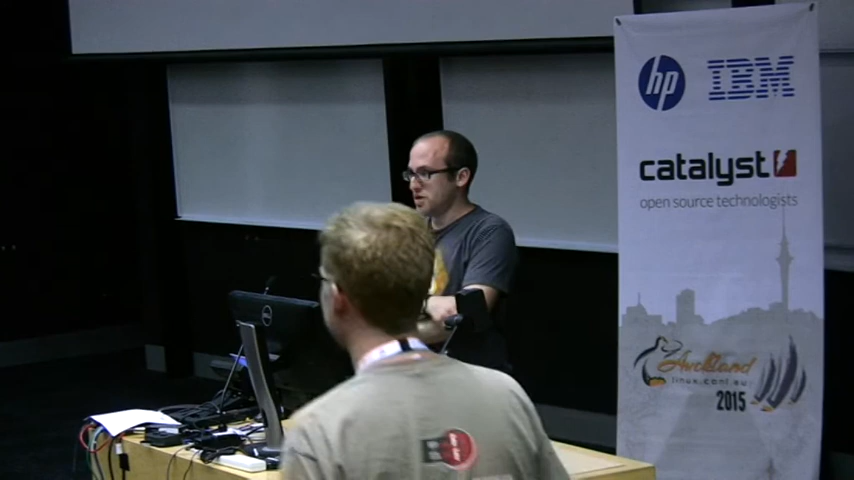 hp
IBM
catalyst
open source technologists
Auckland
linux.conf.au
2015
DELL